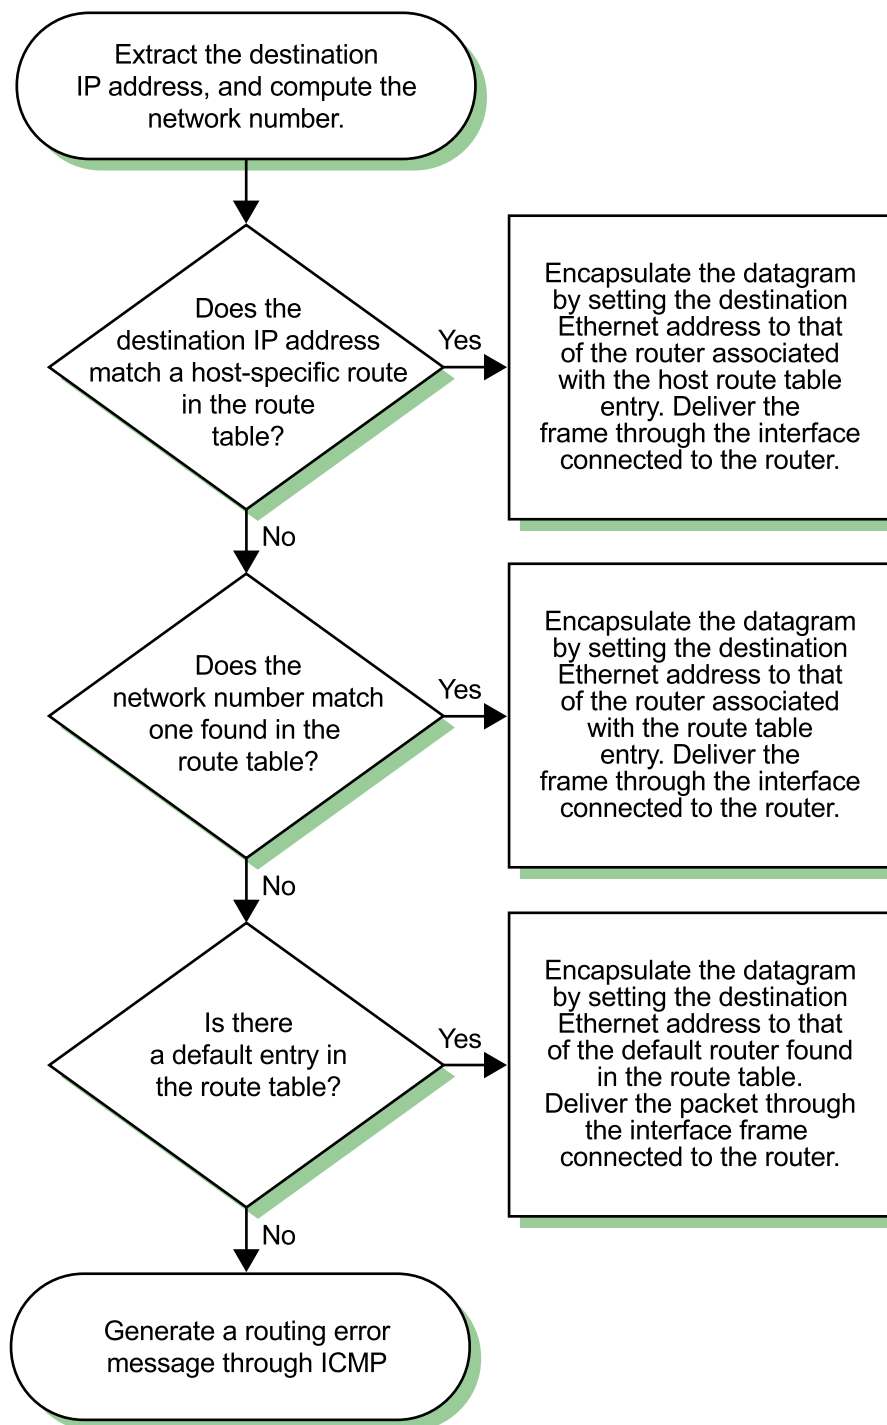 Extract the destination
IP address, and compute the
network number.
Does the
destination IP address
match a host-specific route
in the route
table?
Yes
Encapsulate the datagram
by setting the destination
Ethernet address to that
of the router associated
with the host route table
entry. Deliver the
frame through the interface
connected to the router.
No
Does the
network number match
one found in the
route table?
Yes
Encapsulate the datagram
by setting the destination
Ethernet address to that
of the router associated
with the route table
entry. Deliver the
frame through the interface
connected to the router.
No
Is there
a default entry in
the route table?
Yes
Encapsulate the datagram
by setting the destination
Ethernet address to that
of the default router found
in the route table.
Deliver the packet through
the interface frame
connected to the router.
No
Generate a routing error
message through ICMP